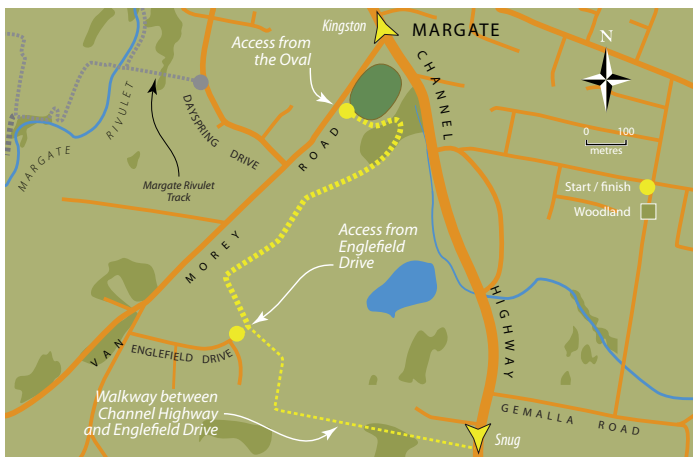 Kingston
MARGATE
N
Access from
the Oval
CHANNEL
0 100
metres
MARGATE RIVULET
DAYSPRING DRIVE
Margate Rivulet
Track
Start / finish
Woodland
VAN MOREY ROAD
Access from
Englefield
Drive
HIGHWAY
ENGLEFIELD DRIVE
Walkway between
Channel Highway
and Englefield Drive
GEMALLA ROAD
Snug